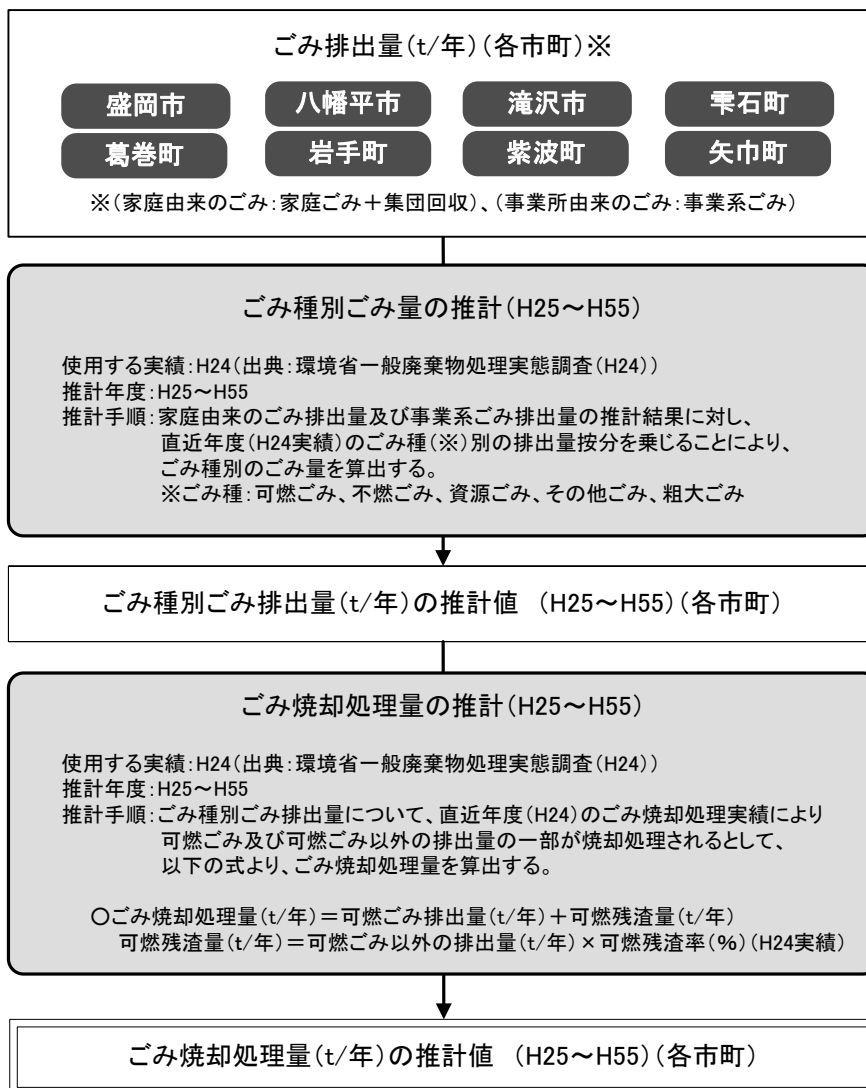 ごみ排出量(t/年)(各市町)※
盛岡市 八幡平市 滝沢市 雫石町
葛巻町 岩手町 紫波町 矢巾町
※(家庭由来のごみ:家庭ごみ+集団回収)、(事業所由来のごみ:事業系ごみ)
ごみ種別ごみ量の推計(H25～H55)
使用する実績:H24(出典:環境省一般廃棄物処理実態調査(H24))
推計年度:H25～H55
推計手順:家庭由来のごみ排出量及び事業系ごみ排出量の推計結果に対し、
直近年度(H24実績)のごみ種(※)別の排出量按分を乗じることにより、
ごみ種別のごみ量を算出する。
※ごみ種:可燃ごみ、不燃ごみ、資源ごみ、その他ごみ、粗大ごみ
ごみ種別ごみ排出量(t/年)の推計値 (H25～H55)(各市町)
ごみ焼却処理量の推計(H25～H55)
使用する実績:H24(出典:環境省一般廃棄物処理実態調査(H24))
推計年度:H25～H55
推計手順:ごみ種別ごみ排出量について、直近年度(H24)のごみ焼却処理実績により
可燃ごみ及び可燃ごみ以外の排出量の一部が焼却処理されるとして、
以下の式より、ごみ焼却処理量を算出する。
○ごみ焼却処理量(t/年)=可燃ごみ排出量(t/年)+可燃残渣量(t/年)
可燃残渣量(t/年)=可燃ごみ以外の排出量(t/年)×可燃残渣率(%)(H24実績)
ごみ焼却処理量(t/年)の推計値 (H25～H55)(各市町)